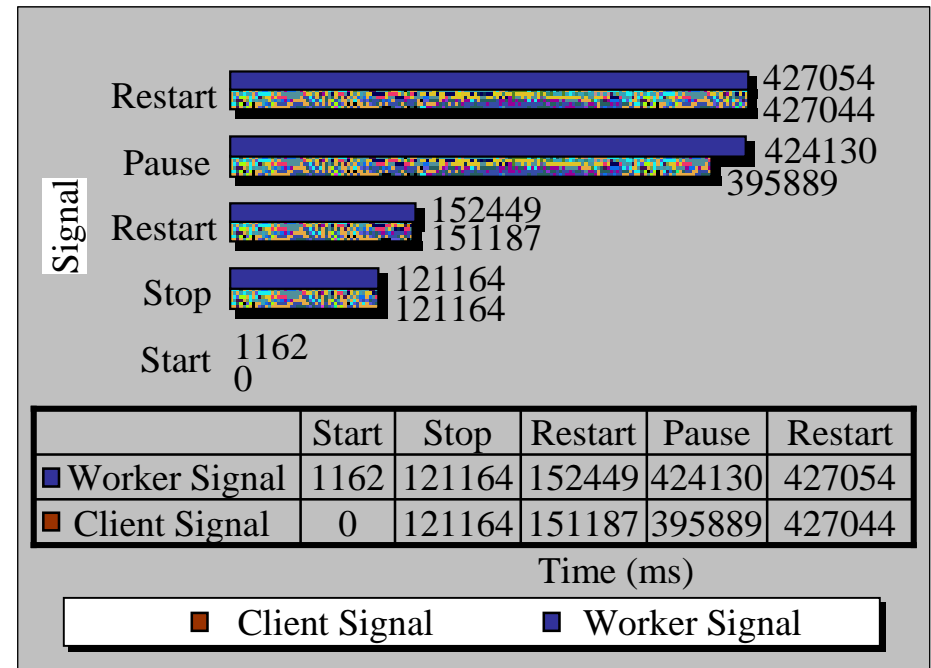 Restart 427054
427044
Pause 424130
395889
Signal
Restart 152449
151187
Stop 121164
121164
Start 1162
0
Start Stop Restart Pause Restart
Worker Signal 1162 121164 152449 424130 427054
Client Signal 0 121164 151187 395889 427044
Time (ms)
Client Signal Worker Signal